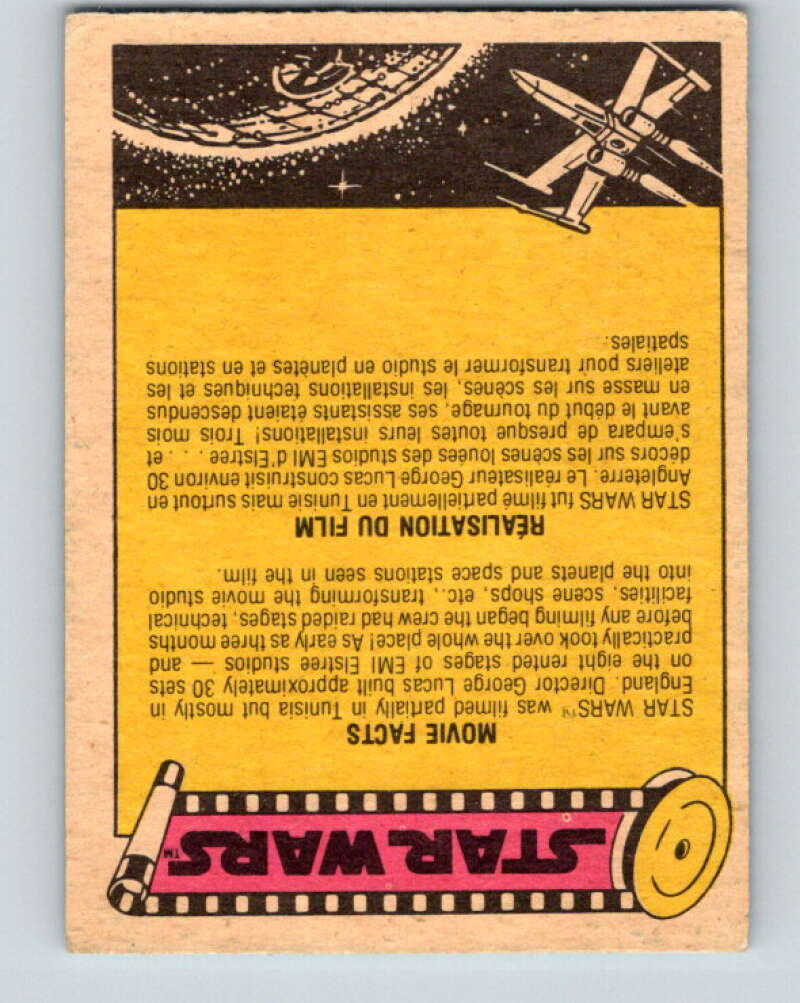 STAR WARS™
MOVIE FACTS
STAR WARS™ was filmed partially in Tunisia but mostly in
England. Director George Lucas built approximately 30 sets
on the eight rented stages of EMI Elstree studios — and
practically took over the whole place! As early as three months
before any filming began the crew had raided stages, technical
facilities, scene shops, etc., transforming the movie studio
into the planets and space stations seen in the film.
RÉALISATION DU FILM
STAR WARS fut filmé partiellement en Tunisie mais surtout en
Angleterre. Le réalisateur George Lucas construisit environ 30
décors sur les scènes louées des studios EMI d'Elstree . . . et
s'empara de presque toutes leurs installations! Trois mois
avant le début du tournage, ses assistants étaient descendus
en masse sur les scènes, les installations techniques et les
ateliers pour transformer le studio en planètes et en stations
spatiales.